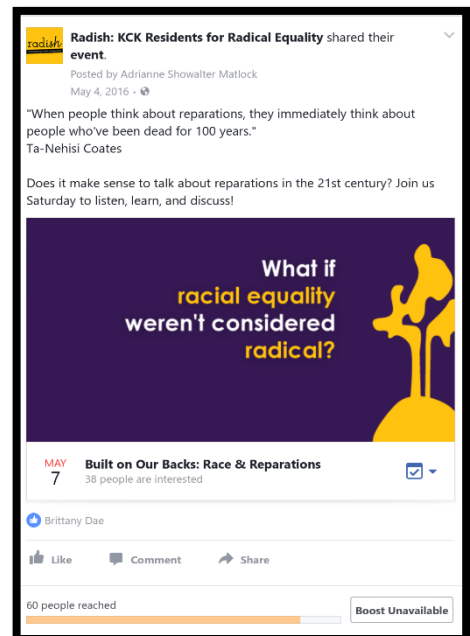 radish
Radish: KCK Residents for Radical Equality shared their
event.
Posted by Adrianne Showalter Matlock
May 4, 2016 ·
"When people think about reparations, they immediately think about
people who've been dead for 100 years."
Ta-Nehisi Coates
Does it make sense to talk about reparations in the 21st century? Join us
Saturday to listen, learn, and discuss!
What if
racial equality
weren't considered
radical?
MAY
7
Built on Our Backs: Race & Reparations
38 people are interested
Brittany Dae
Like Comment Share
60 people reached
Boost Unavailable